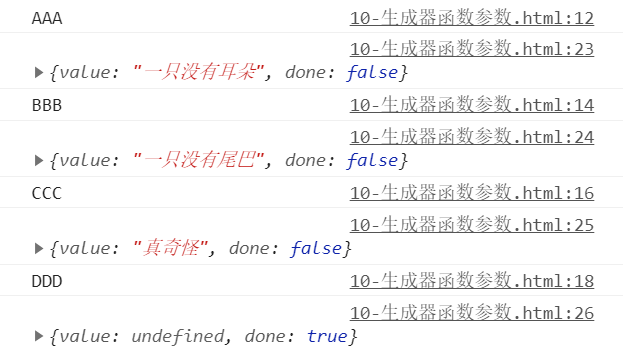 AAA 10-生成器函数参数.html:12
10-生成器函数参数.html:23
{value: "一只没有耳朵", done: false}
BBB 10-生成器函数参数.html:14
10-生成器函数参数.html:24
{value: "一只没有尾巴", done: false}
CCC 10-生成器函数参数.html:16
10-生成器函数参数.html:25
{value: "真奇怪", done: false}
DDD 10-生成器函数参数.html:18
10-生成器函数参数.html:26
{value: undefined, done: true}